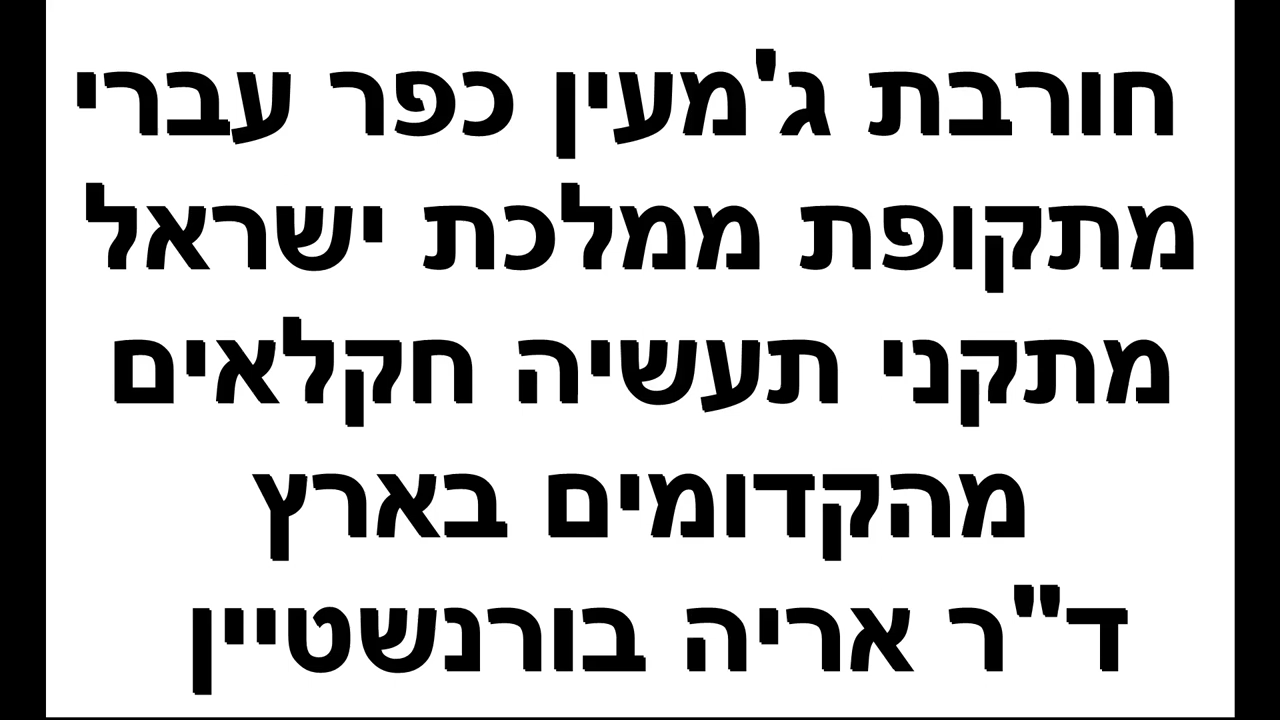 חורבת ג'מעין כפר עברי
מתקופת ממלכת ישראל
מתקני תעשיה חקלאים
מהקדומים בארץ
ד"ר אריה בורנשטיין